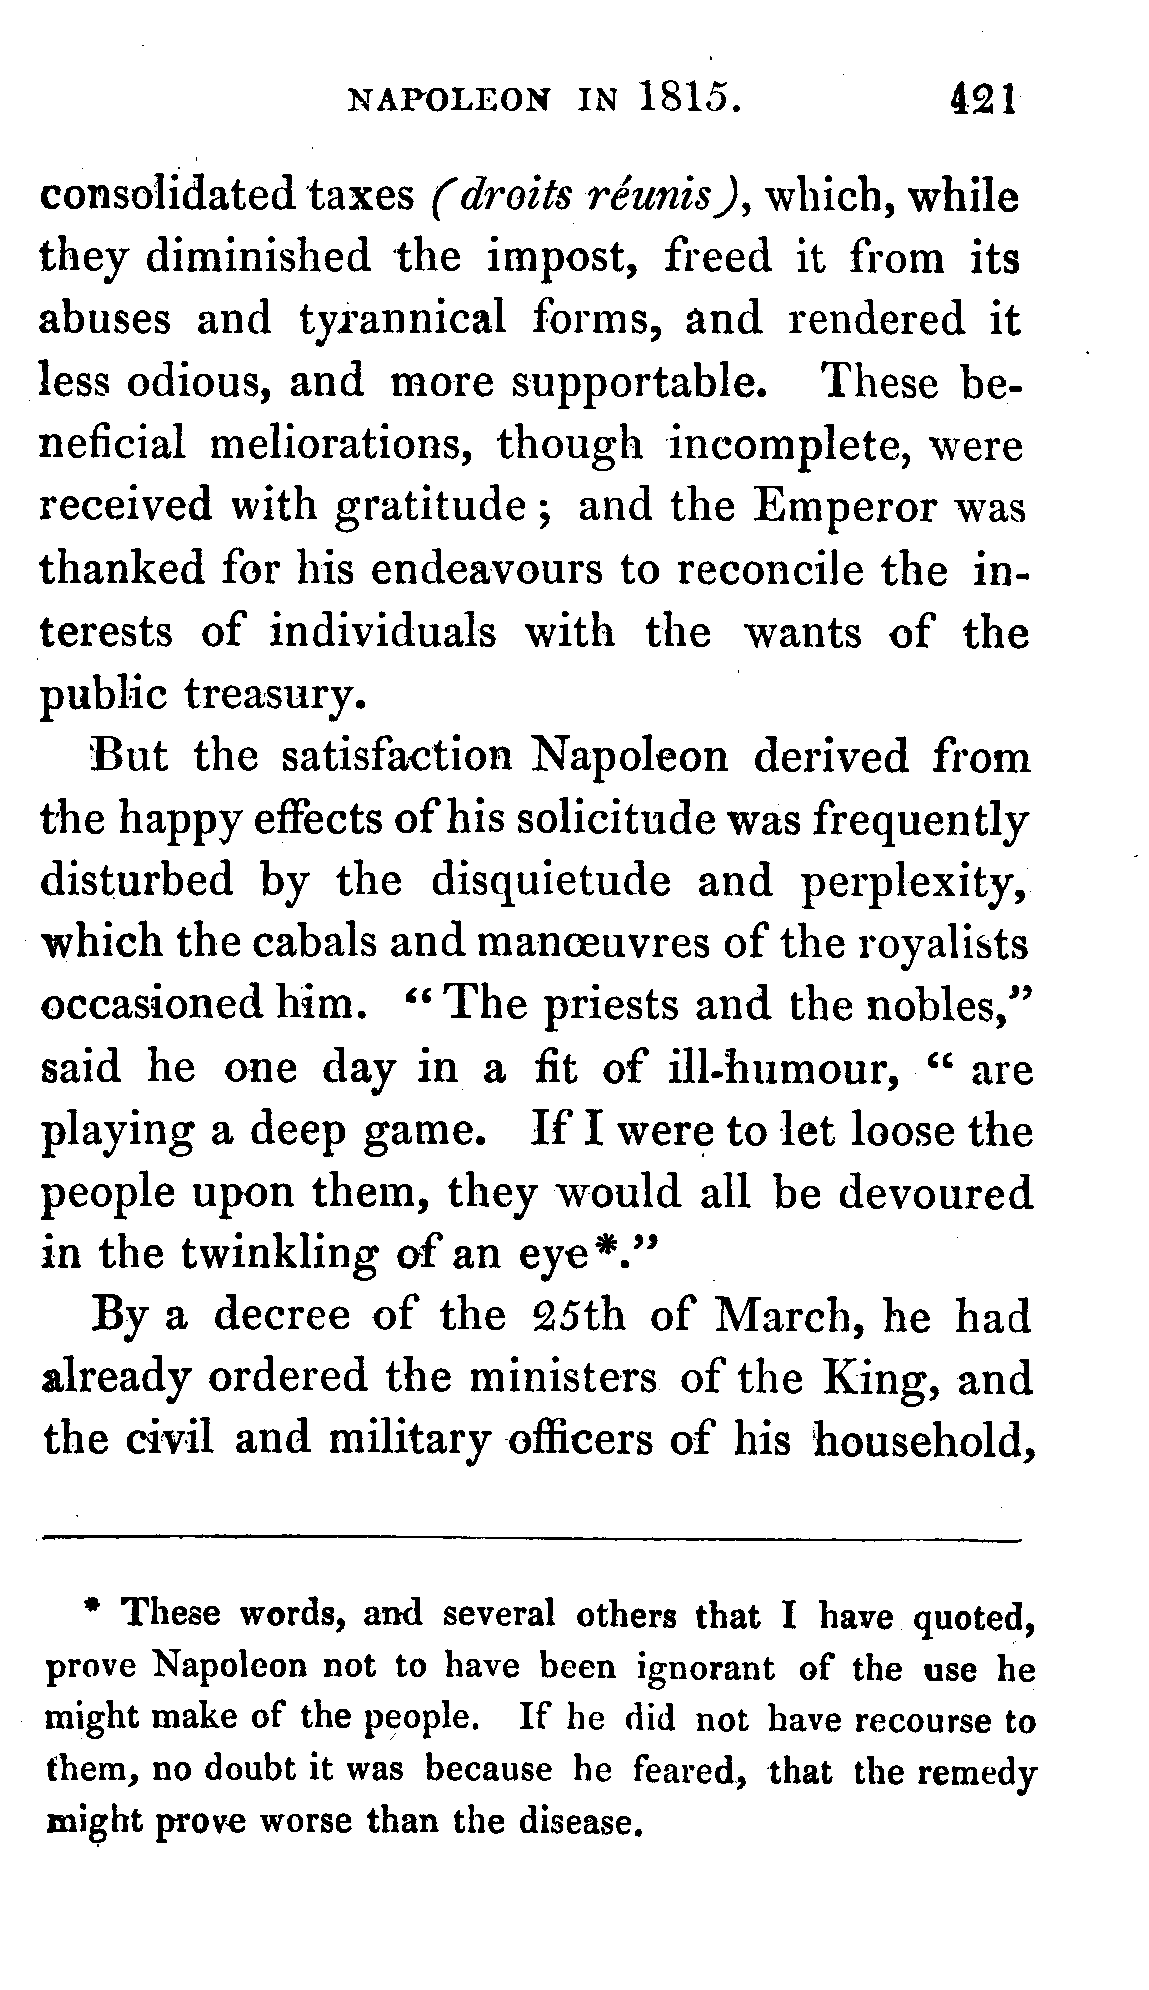 NAPOLEON IN 1815. 421
consolidated taxes (droits réunis), which, while
they diminished the impost, freed it from its
abuses and tyrannical forms, and rendered it
less odious, and more supportable. These be-
neficial meliorations, though incomplete, were
received with gratitude; and the Emperor was
thanked for his endeavours to reconcile the in-
terests of individuals with the wants of the
public treasury.
But the satisfaction Napoleon derived from
the happy effects of his solicitude was frequently
disturbed by the disquietude and perplexity,
which the cabals and manœuvres of the royalists
occasioned him. “The priests and the nobles,”
said he one day in a fit of ill-humour, “are
playing a deep game. If I were to let loose the
people upon them, they would all be devoured
in the twinkling of an eye*.”
By a decree of the 25th of March, he had
already ordered the ministers of the King, and
the civil and military officers of his household,
* These words, and several others that I have quoted,
prove Napoleon not to have been ignorant of the use he
might make of the people. If he did not have recourse to
them, no doubt it was because he feared, that the remedy
might prove worse than the disease.